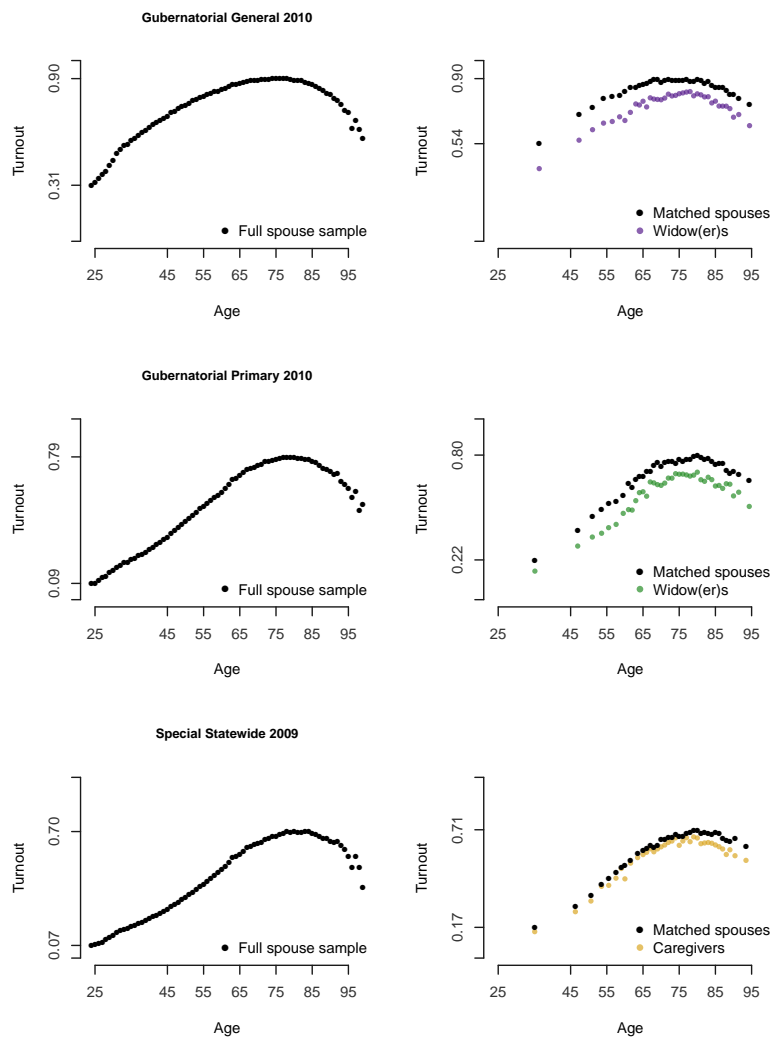 Gubernatorial General 2010
0.90
0.31
Turnout
Full spouse sample
25 45 55 65 75 85 95
Age
0.90
0.54
Turnout
Matched spouses
Widow(er)s
25 45 55 65 75 85 95
Age
Gubernatorial Primary 2010
0.79
0.09
Turnout
Full spouse sample
25 45 55 65 75 85 95
Age
0.80
0.22
Turnout
Matched spouses
Widow(er)s
25 45 55 65 75 85 95
Age
Special Statewide 2009
0.70
0.07
Turnout
Full spouse sample
25 45 55 65 75 85 95
Age
0.71
0.17
Turnout
Matched spouses
Caregivers
25 45 55 65 75 85 95
Age